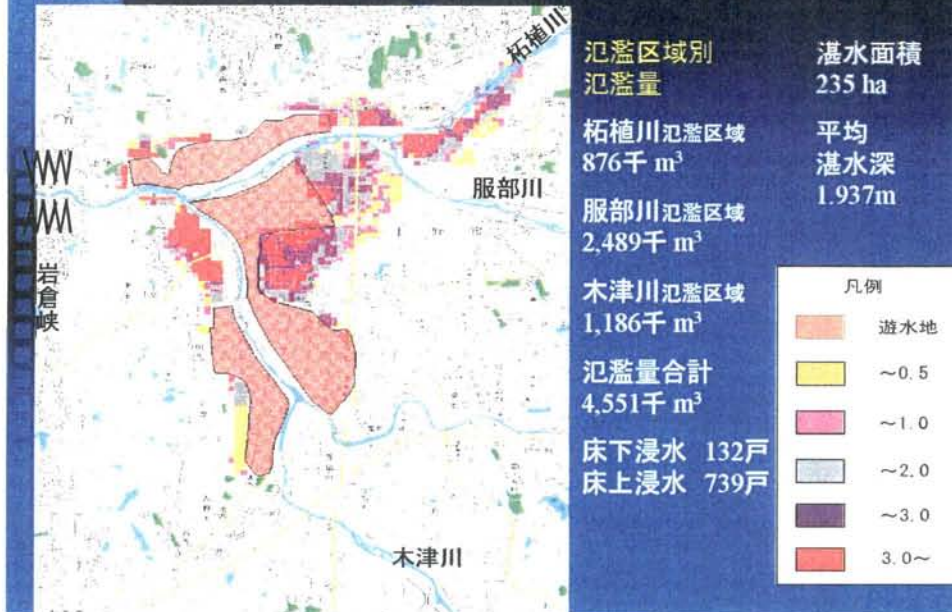 柘植川
服部川
岩倉峡
木津川
氾濫区域別
氾濫量
柘植川氾濫区域
876千 m³
服部川氾濫区域
2,489千 m³
木津川氾濫区域
1,186千 m³
氾濫量合計
4,551千 m³
床下浸水 132戸
床上浸水 739戸
湛水面積
235 ha
平均
湛水深
1.937m
凡例
遊水地
~0.5
~1.0
~2.0
~3.0
3.0~